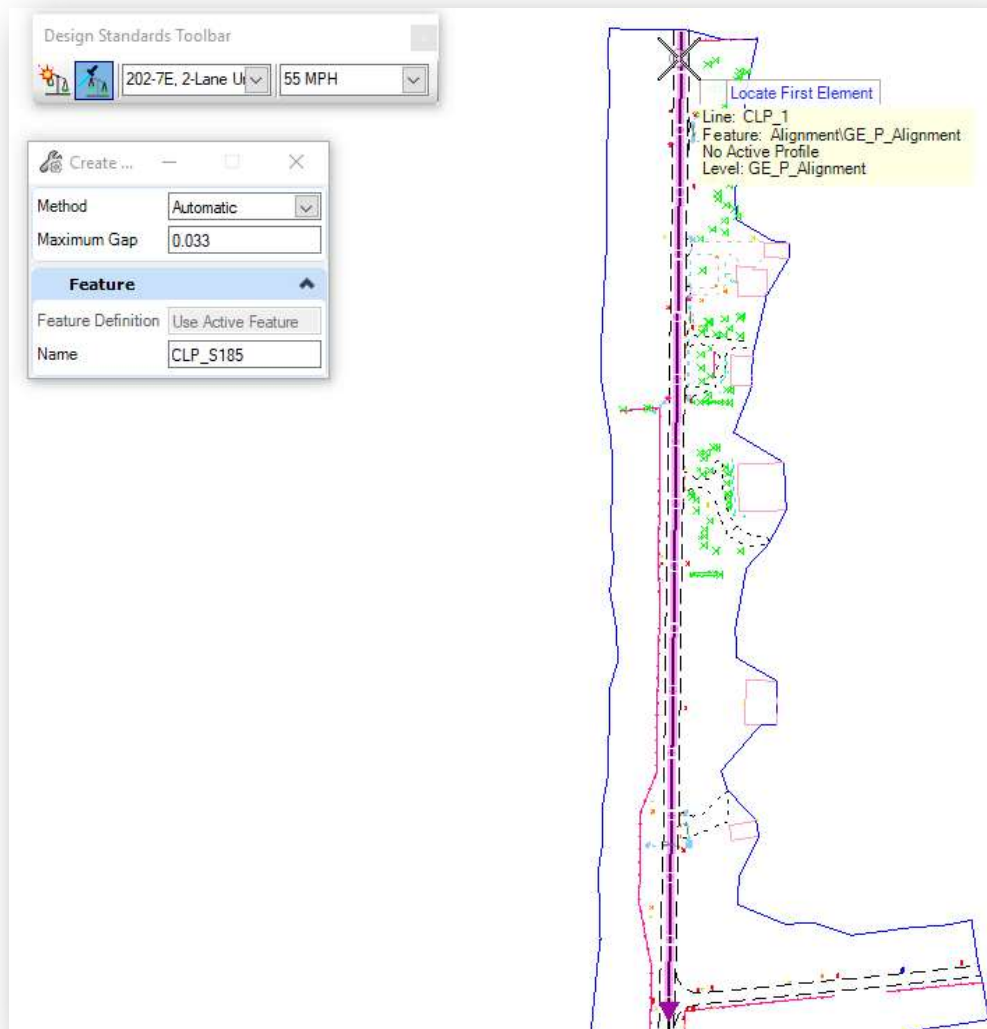 Design Standards Toolbar
202-7E, 2-Lane Ur
55 MPH
Create ...
Method
Automatic
Maximum Gap
0.033
Feature
Feature Definition
Use Active Feature
Name
CLP_S185
Locate First Element
Line: CLP_1
Feature: Alignment\GE_P_Alignment
No Active Profile
Level: GE_P_Alignment